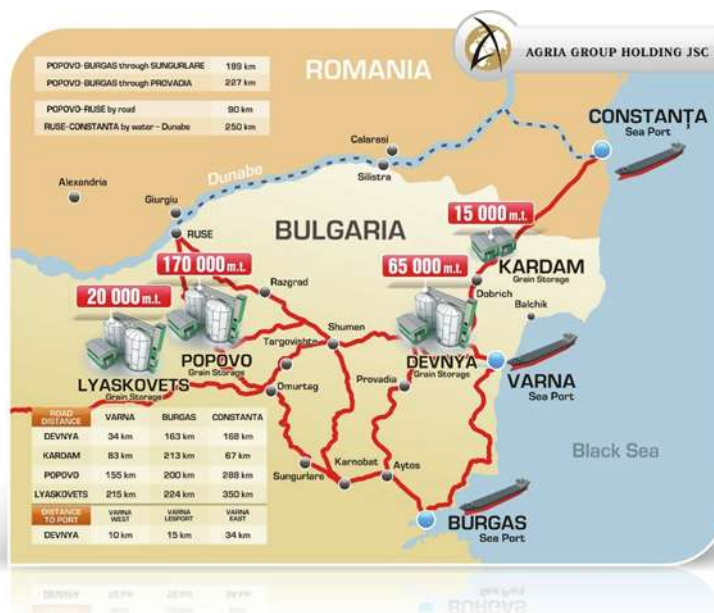 AGRIA GROUP HOLDING JSC
POPOVO-BURGAS through SUNGURLARE 199 km
POPOVO-BURGAS through PROVADIA 227 km
POPOVO-RUSE by road 90 km
RUSE-CONSTANTA by water – Dunabe 250 km
ROMANIA
CONSTANȚA
Sea Port
Calarasi
Silistra
Dunabe
Alexandria
Giurgiu
RUSE
BULGARIA
15 000 m.t.
KARDAM
Grain Storage
170 000 m.t.
65 000 m.t.
20 000 m.t.
Razgrad
Dobrich
Balchik
Targovishte
Shumen
POPOVO
Grain Storage
DEVNYA
Grain Storage
LYASKOVETS
Grain Storage
VARNA
Sea Port
Omurtag
Provadia
ROAD DISTANCE VARNA BURGAS CONSTANTA
DEVNYA 34 km 163 km 168 km
KARDAM 83 km 213 km 67 km
POPOVO 155 km 200 km 288 km
LYASKOVETS 215 km 224 km 350 km
DISTANCE TO PORT VARNA WEST VARNA LESPORT VARNA EAST
DEVNYA 10 km 15 km 34 km
Sungurlare
Karnobat
Aytos
Black Sea
BURGAS
Sea Port